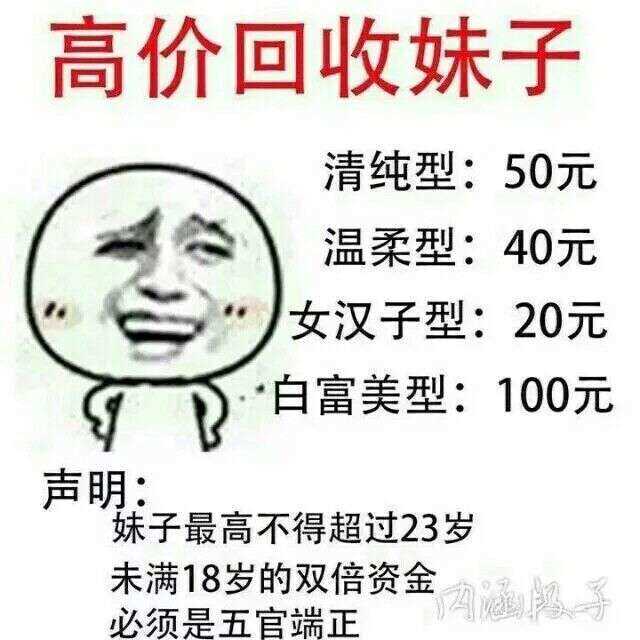 高价回收妹子
清纯型：50元
温柔型：40元
女汉子型：20元
白富美型：100元
声明：
妹子最高不得超过23岁
未满18岁的双倍资金
必须是五官端正
内涵段子